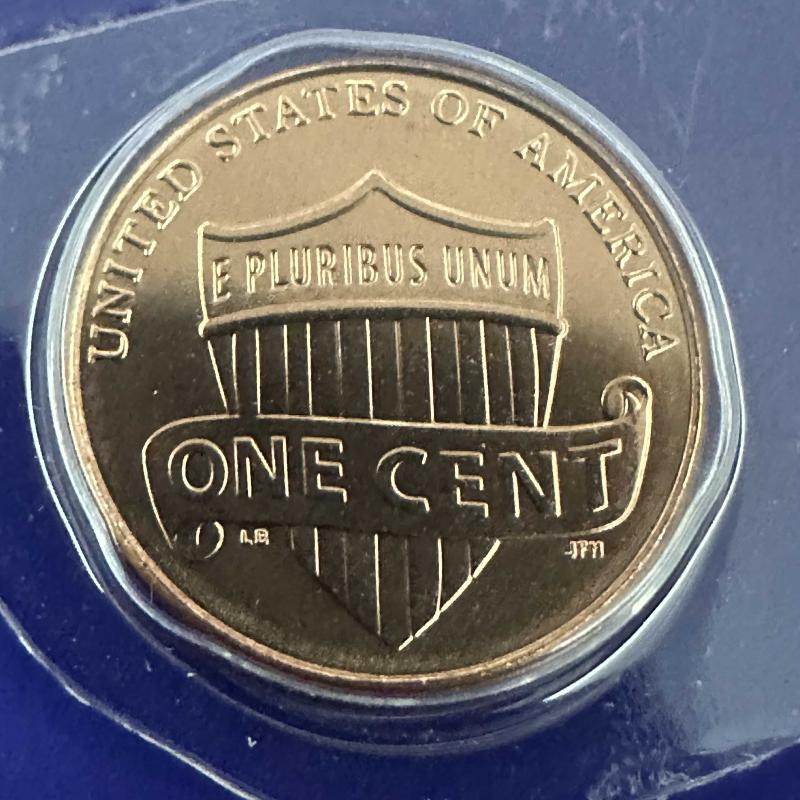 UNITED STATES OF AMERICA
E PLURIBUS UNUM
ONE CENT
LB
JFM